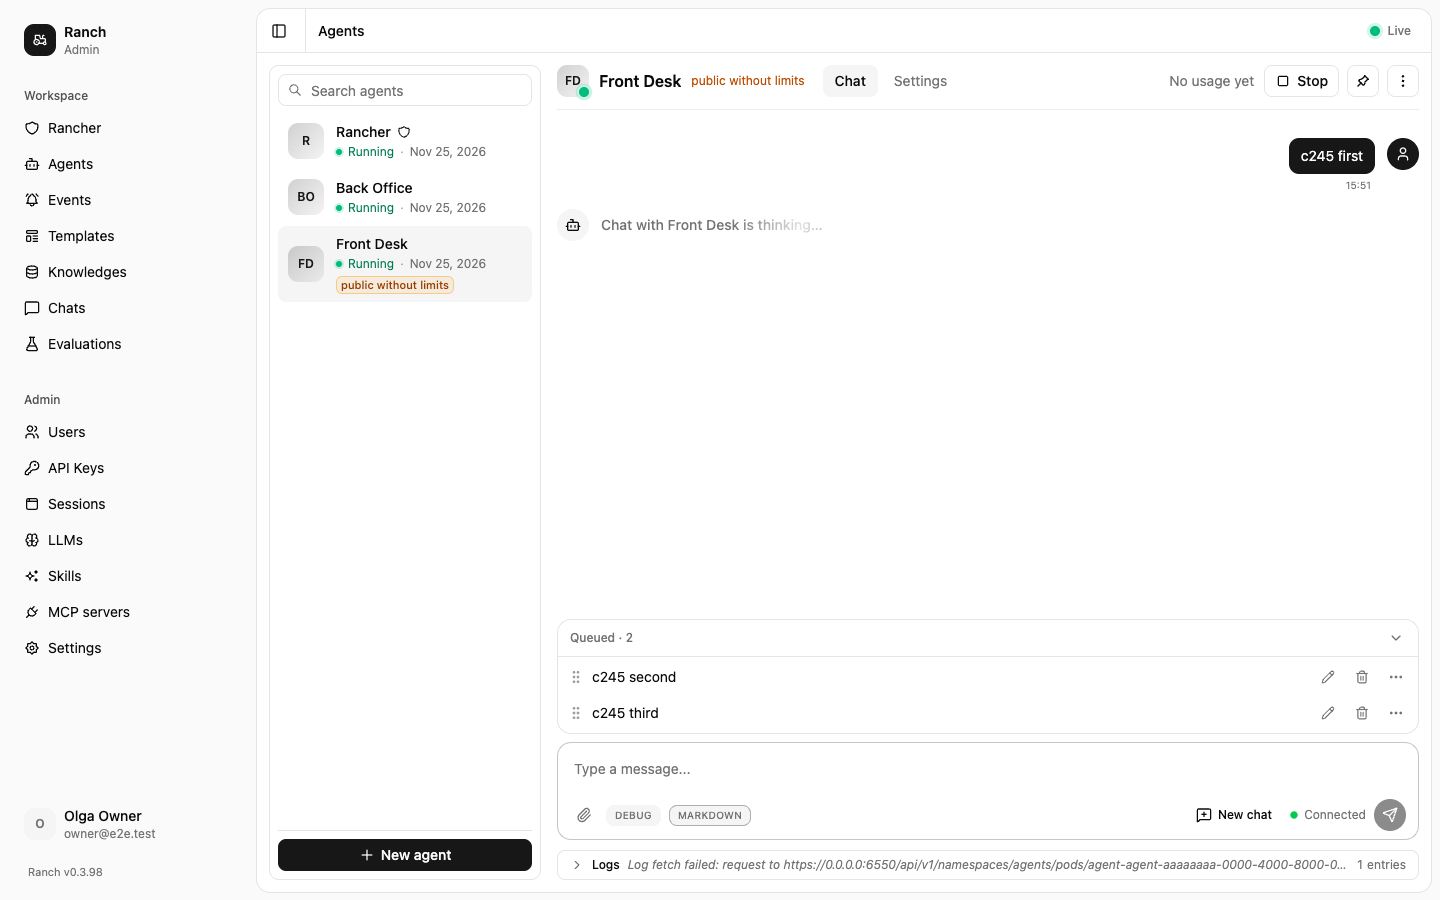 Ranch
Admin
Workspace
Rancher
Agents
Events
Templates
Knowledges
Chats
Evaluations
Admin
Users
API Keys
Sessions
LLMs
Skills
MCP servers
Settings
O
Olga Owner
owner@e2e.test
Ranch v0.3.98
Agents
Live
Search agents
R
Rancher
Running · Nov 25, 2026
BO
Back Office
Running · Nov 25, 2026
FD
Front Desk
Running · Nov 25, 2026
public without limits
New agent
FD
Front Desk
public without limits
Chat
Settings
No usage yet
Stop
c245 first
15:51
Chat with Front Desk is thinking...
Queued · 2
c245 second
c245 third
Type a message...
DEBUG
MARKDOWN
New chat
Connected
Logs
Log fetch failed: request to https://0.0.0.0:6550/api/v1/namespaces/agents/pods/agent-agent-aaaaaaaa-0000-4000-8000-0...
1 entries